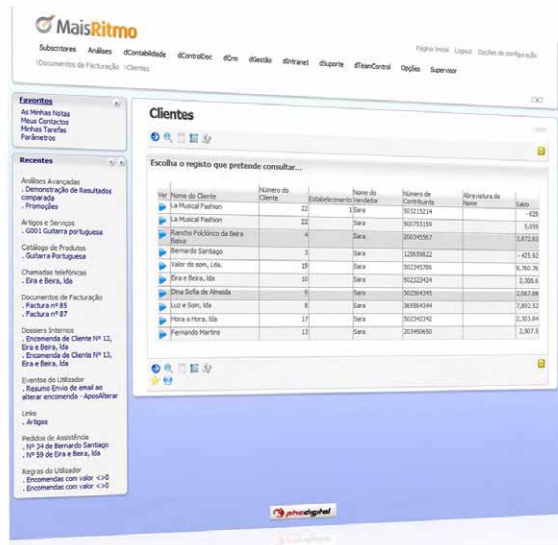 MaisRitmo
Página Inicial Logout Opções de configuração
Subscritores Análises dContabilidade dControlDoc dCrm dGestão dIntranet dSuporte dTeamControl Opções Supervisor
Documentos de Facturação Clientes
Favoritos
As Minhas Notas
Meus Contactos
Minhas Tarefas
Parâmetros
Recentes
Análises Avançadas
. Demonstração de Resultados
comparada
. Promoções
Artigos e Serviços
. G001 Guitarra portuguesa
Catálogo de Produtos
. Guitarra Portuguesa
Chamadas telefónicas
. Eira e Beira, lda
Documentos de Facturação
. Factura nº 85
. Factura nº 87
Dossiers Internos
. Encomenda de Cliente Nº 12,
Eira e Beira, lda
. Encomenda de Cliente Nº 13,
Eira e Beira, lda
Eventos do Utilizador
. Resumo Envio de email ao
alterar encomenda - AposAlterar
Links
. Artigos
Pedidos de Assistência
. Nº 34 de Bernardo Santiago
. Nº 59 de Eira e Beira, lda
Regras do Utilizador
. Encomendas com valor <>0
. Encomendas com valor <>0
Clientes
Escolha o registo que pretende consultar...
Ver Nome do Cliente Número do Cliente Estabelecimento Nome do Vendedor Número de Contribuinte Abreviatura do Nome Saldo
La Musical Fashion 22 1 Sara 503215214 -629
La Musical Fashion 22 Sara 500793159 5,059
Rancho Folclórico da Beira Baixa 4 Sara 200345567 3,872.83
Bernardo Santiago 3 Sara 125659822 -425.92
Valor do som, Lda. 19 Sara 502345786 9,760.76
Eira e Beira, lda 10 Sara 502323424 2,308.6
Dina Sofia de Almeida 9 Sara 502564345 2,067.89
Luz e Som, lda 8 Sara 365564344 7,892.52
Hora a Hora, lda 17 Sara 502342342 2,303.84
Fernando Martins 13 Sara 203450650 2,507.5
phcdigital